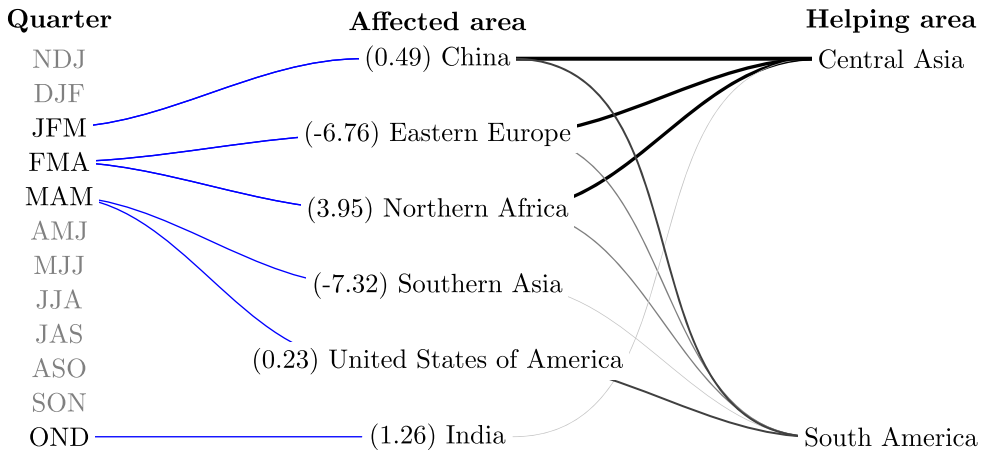 Quarter
NDJ
DJF
JFM
FMA
MAM
AMJ
MJJ
JJA
JAS
ASO
SON
OND
Affected area
(0.49) China
(-6.76) Eastern Europe
(3.95) Northern Africa
(-7.32) Southern Asia
(0.23) United States of America
(1.26) India
Helping area
Central Asia
South America